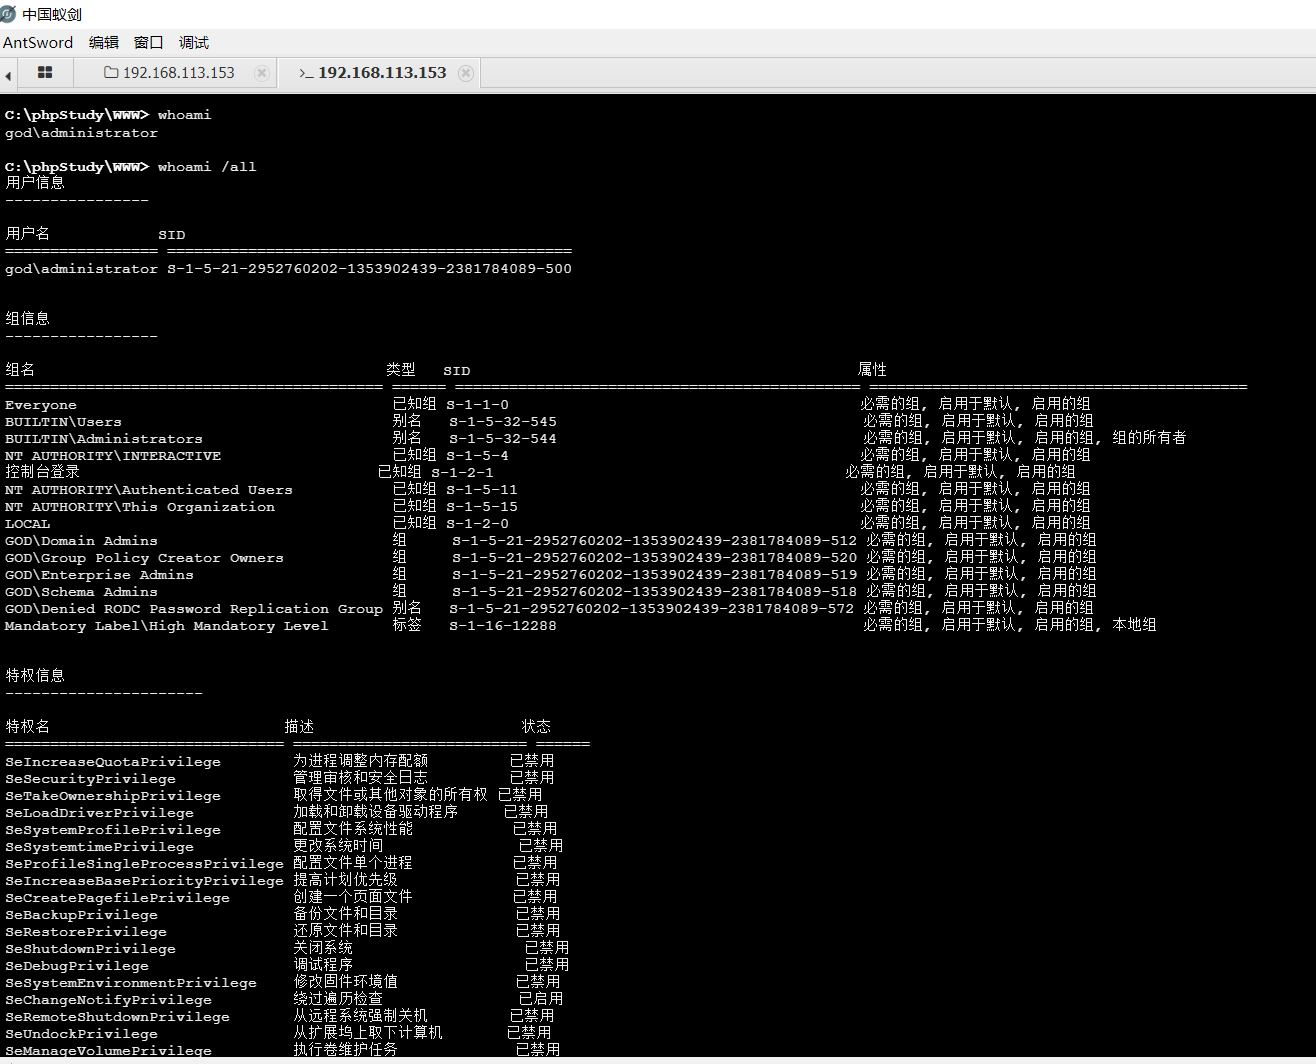 中国蚁剑
AntSword 编辑 窗口 调试
192.168.113.153 >_ 192.168.113.153
C:\phpStudy\WWW> whoami
god\administrator
C:\phpStudy\WWW> whoami /all
用户信息
----------------
用户名 SID
================= =============================================
god\administrator S-1-5-21-2952760202-1353902439-2381784089-500
组信息
-----------------
组名 类型 SID 属性
========================================== ====== ============================================= ==========================================
Everyone 已知组 S-1-1-0 必需的组, 启用于默认, 启用的组
BUILTIN\Users 别名 S-1-5-32-545 必需的组, 启用于默认, 启用的组
BUILTIN\Administrators 别名 S-1-5-32-544 必需的组, 启用于默认, 启用的组, 组的所有者
NT AUTHORITY\INTERACTIVE 已知组 S-1-5-4 必需的组, 启用于默认, 启用的组
控制台登录 已知组 S-1-2-1 必需的组, 启用于默认, 启用的组
NT AUTHORITY\Authenticated Users 已知组 S-1-5-11 必需的组, 启用于默认, 启用的组
NT AUTHORITY\This Organization 已知组 S-1-5-15 必需的组, 启用于默认, 启用的组
LOCAL 已知组 S-1-2-0 必需的组, 启用于默认, 启用的组
GOD\Domain Admins 组 S-1-5-21-2952760202-1353902439-2381784089-512 必需的组, 启用于默认, 启用的组
GOD\Group Policy Creator Owners 组 S-1-5-21-2952760202-1353902439-2381784089-520 必需的组, 启用于默认, 启用的组
GOD\Enterprise Admins 组 S-1-5-21-2952760202-1353902439-2381784089-519 必需的组, 启用于默认, 启用的组
GOD\Schema Admins 组 S-1-5-21-2952760202-1353902439-2381784089-518 必需的组, 启用于默认, 启用的组
GOD\Denied RODC Password Replication Group 别名 S-1-5-21-2952760202-1353902439-2381784089-572 必需的组, 启用于默认, 启用的组
Mandatory Label\High Mandatory Level 标签 S-1-16-12288 必需的组, 启用于默认, 启用的组, 本地组
特权信息
----------------------
特权名 描述 状态
=============================== ========================== ======
SeIncreaseQuotaPrivilege 为进程调整内存配额 已禁用
SeSecurityPrivilege 管理审核和安全日志 已禁用
SeTakeOwnershipPrivilege 取得文件或其他对象的所有权 已禁用
SeLoadDriverPrivilege 加载和卸载设备驱动程序 已禁用
SeSystemProfilePrivilege 配置文件系统性能 已禁用
SeSystemtimePrivilege 更改系统时间 已禁用
SeProfileSingleProcessPrivilege 配置文件单个进程 已禁用
SeIncreaseBasePriorityPrivilege 提高计划优先级 已禁用
SeCreatePagefilePrivilege 创建一个页面文件 已禁用
SeBackupPrivilege 备份文件和目录 已禁用
SeRestorePrivilege 还原文件和目录 已禁用
SeShutdownPrivilege 关闭系统 已禁用
SeDebugPrivilege 调试程序 已禁用
SeSystemEnvironmentPrivilege 修改固件环境值 已禁用
SeChangeNotifyPrivilege 绕过遍历检查 已启用
SeRemoteShutdownPrivilege 从远程系统强制关机 已禁用
SeUndockPrivilege 从扩展坞上取下计算机 已禁用
SeManageVolumePrivilege 执行卷维护任务 已禁用